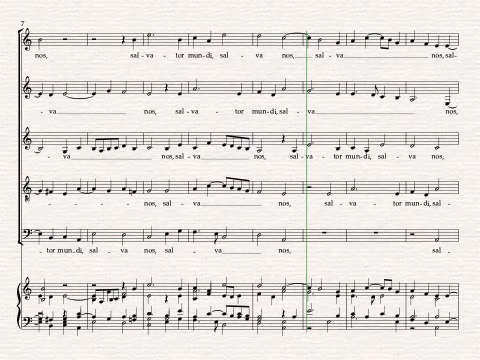 7
nos, sal - va - tor mun - di, sal - va nos, sal - va nos, sal-
va nos, sal - va - tor mun - di, sal - va nos,
va nos, sal - va nos, sal - va - tor mun - di, sal - va
nos, sal - va nos, sal - va - tor mun - di, sal -
tor mun - di, sal - va nos, sal - va nos, sal -